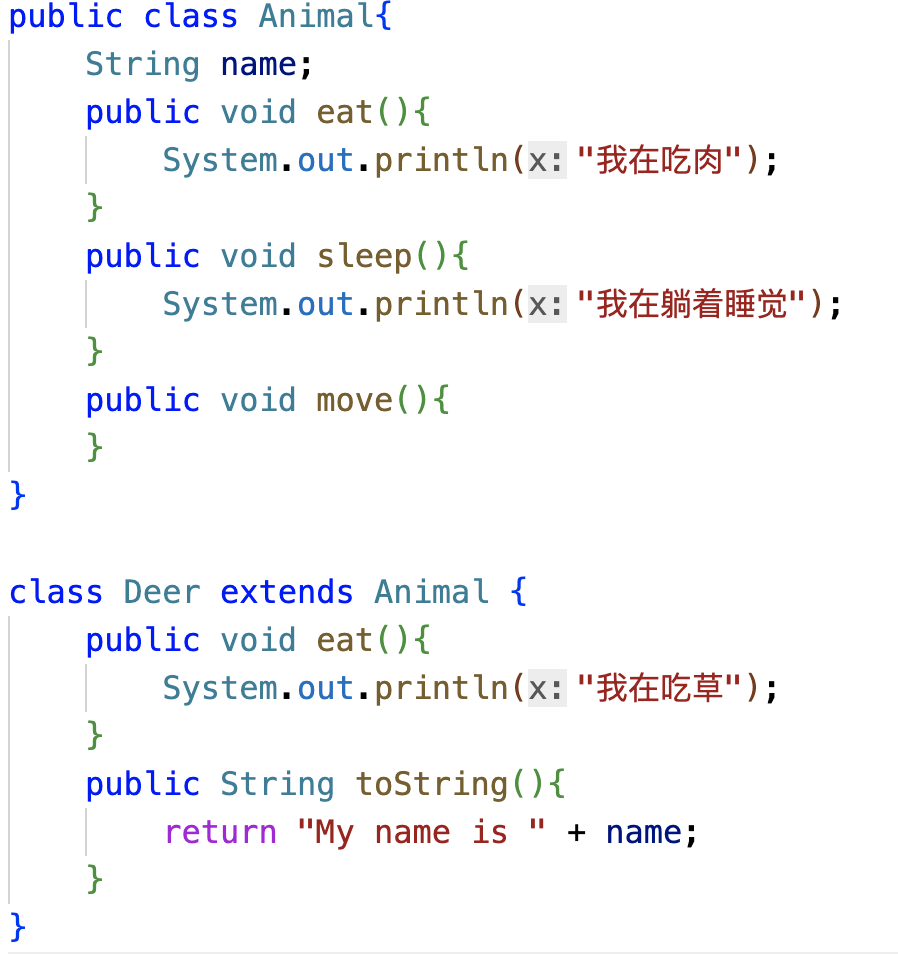 public class Animal{
    String name;
    public void eat(){
        System.out.println(x:"我在吃肉");
    }
    public void sleep(){
        System.out.println(x:"我在躺着睡觉");
    }
    public void move(){
    }
}

class Deer extends Animal {
    public void eat(){
        System.out.println(x:"我在吃草");
    }
    public String toString(){
        return "My name is " + name;
    }
}